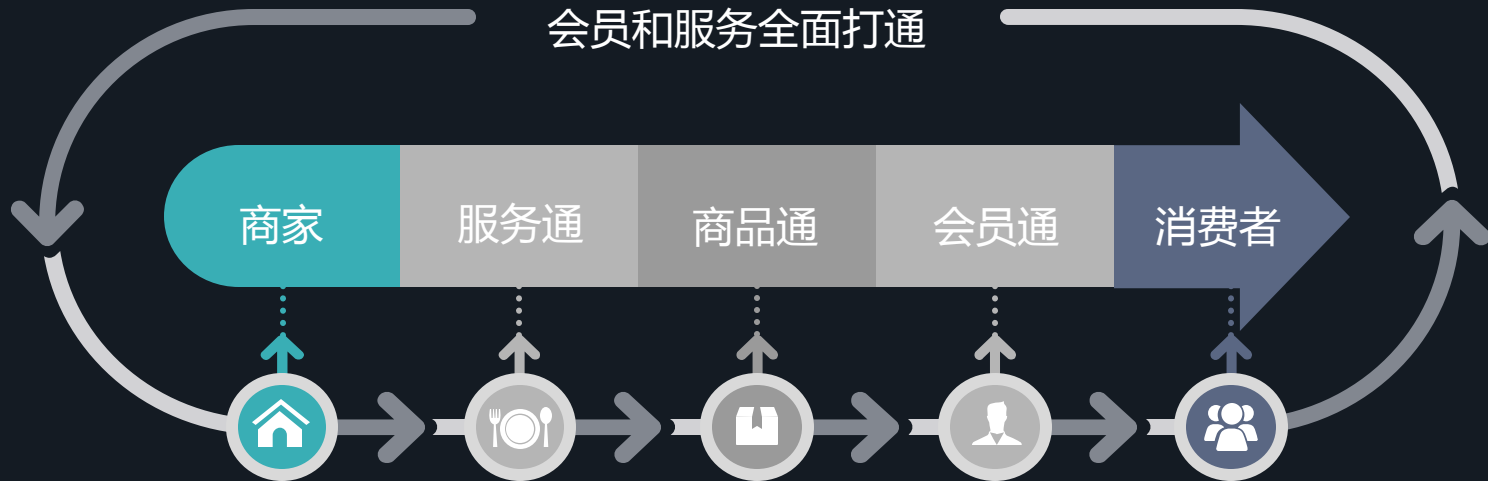 会员和服务全面打通
商家
服务通
商品通
会员通
消费者